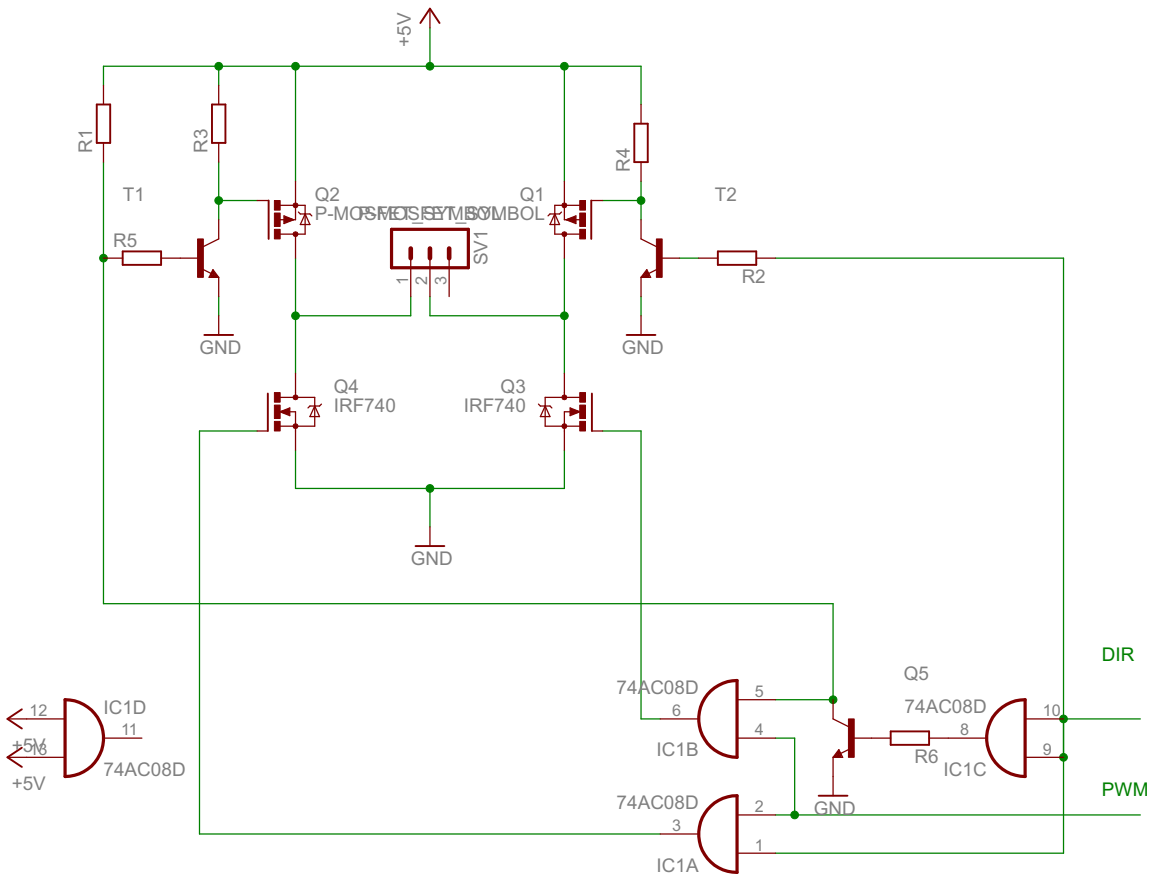 +5V
R1
R3
R4
T1
Q2
P-MOSFET_SYMBOL
Q1
P-MOSFET_SYMBOL
T2
R5
SV1
1
2
3
R2
GND
GND
Q4
IRF740
Q3
IRF740
GND
DIR
Q5
74AC08D
5
6
4
IC1B
74AC08D
10
8
9
R6
IC1C
12
IC1D
11
+5V
13
74AC08D
+5V
PWM
GND
74AC08D
2
3
1
IC1A